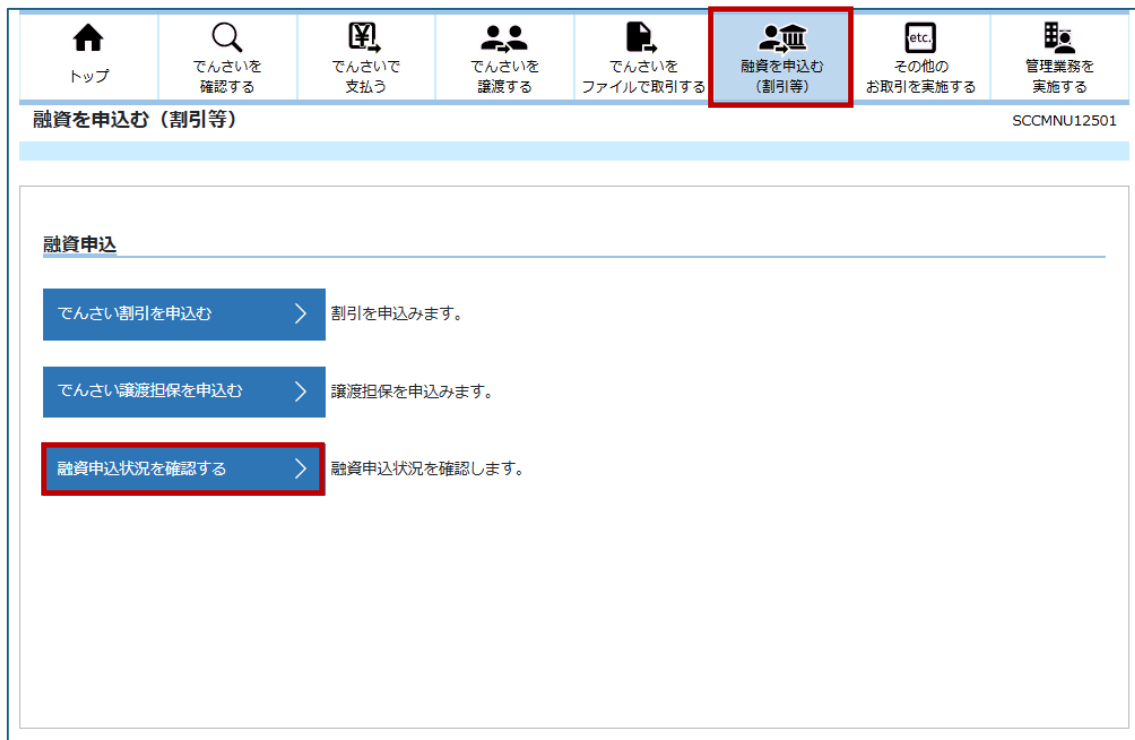 トップ
でんさいを
確認する
でんさいで
支払う
でんさいを
譲渡する
でんさいを
ファイルで取引する
融資を申込む
(割引等)
etc.
その他の
お取引を実施する
管理業務を
実施する
融資を申込む(割引等)
SCCMNU12501
融資申込
でんさい割引を申込む
割引を申込みます。
でんさい譲渡担保を申込む
譲渡担保を申込みます。
融資申込状況を確認する
融資申込状況を確認します。